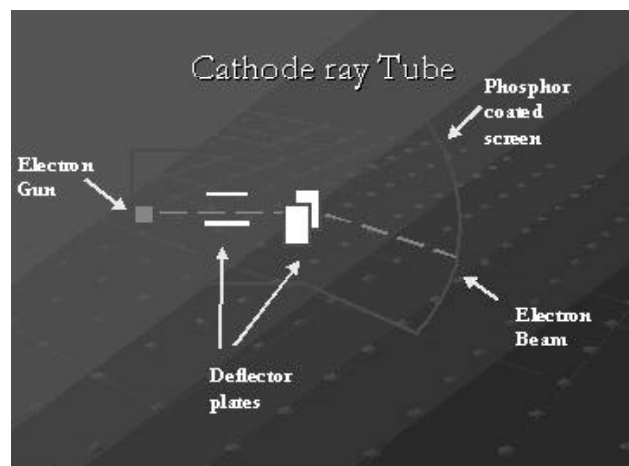 Cathode ray Tube
Phosphor
coated
screen
Electron
Gun
Electron
Beam
Deflector
plates